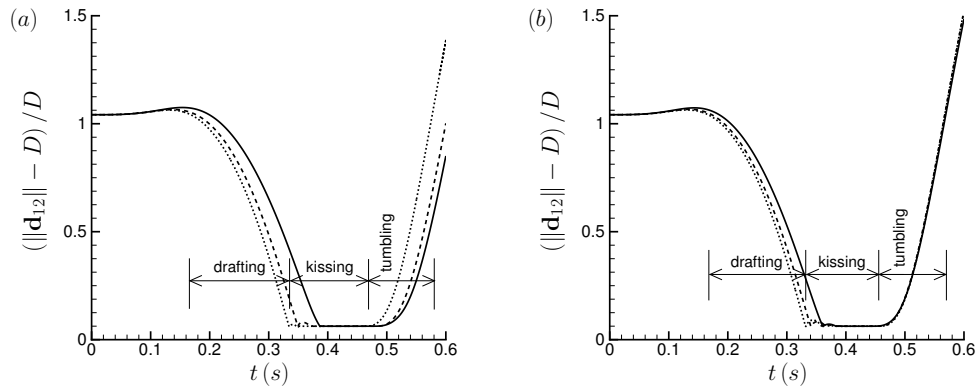 (a)
(‖d₁₂‖ − D) / D
1.5
1
0.5
0
drafting
kissing
tumbling
0 0.1 0.2 0.3 0.4 0.5 0.6
t (s)
(b)
(‖d₁₂‖ − D) / D
1.5
1
0.5
0
drafting
kissing
tumbling
0 0.1 0.2 0.3 0.4 0.5 0.6
t (s)